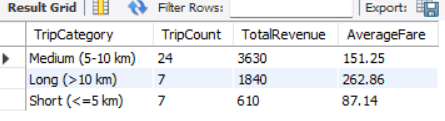 Result Grid Filter Rows: Export:
TripCategory TripCount TotalRevenue AverageFare
Medium (5-10 km) 24 3630 151.25
Long (>10 km) 7 1840 262.86
Short (<=5 km) 7 610 87.14